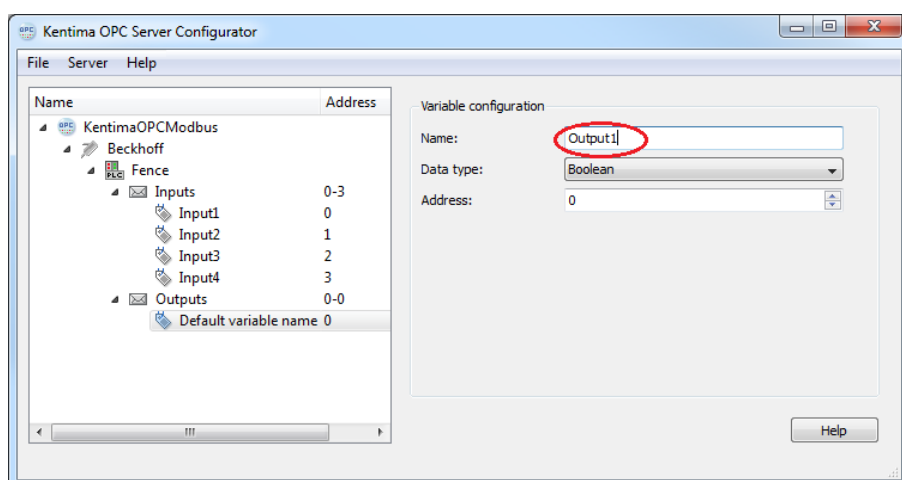 Kentima OPC Server Configurator
File Server Help
Name Address
KentimaOPCModbus
Beckhoff
Fence
Inputs 0-3
Input1 0
Input2 1
Input3 2
Input4 3
Outputs 0-0
Default variable name 0
Variable configuration
Name: Output1
Data type: Boolean
Address: 0
Help